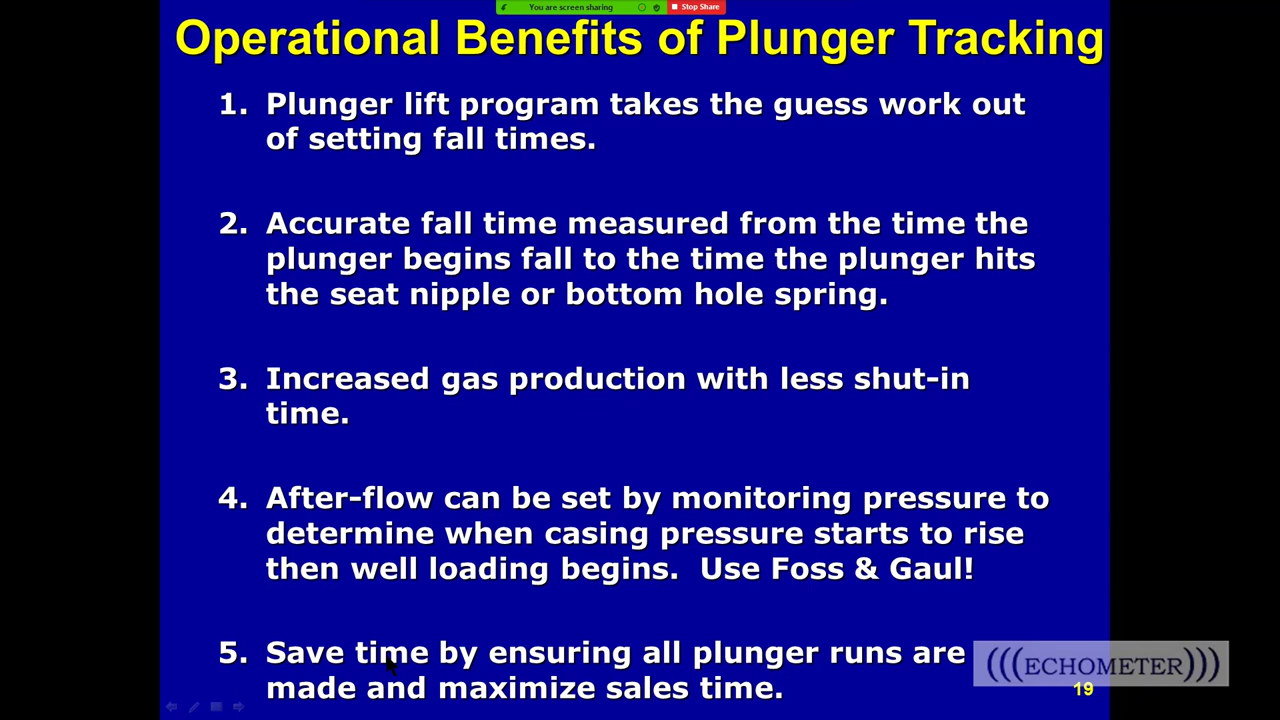 You are screen sharing Stop Share
Operational Benefits of Plunger Tracking
1. Plunger lift program takes the guess work out
of setting fall times.
2. Accurate fall time measured from the time the
plunger begins fall to the time the plunger hits
the seat nipple or bottom hole spring.
3. Increased gas production with less shut-in
time.
4. After-flow can be set by monitoring pressure to
determine when casing pressure starts to rise
then well loading begins.  Use Foss & Gaul!
5. Save time by ensuring all plunger runs are
made and maximize sales time.
(((ECHOMETER)))
19